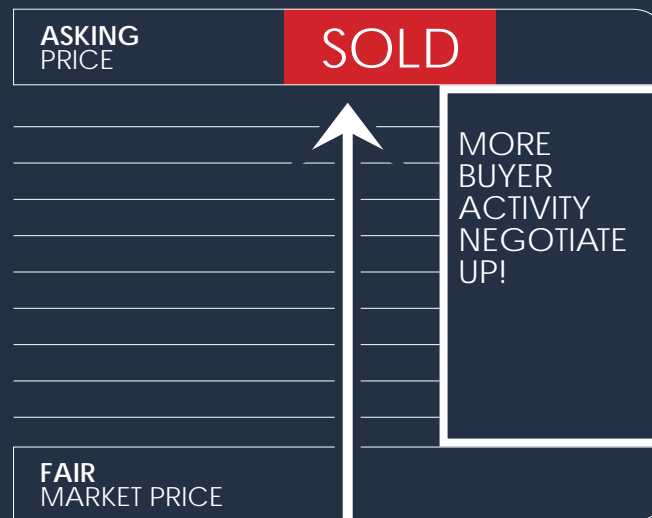 ASKING
PRICE
SOLD
MORE
BUYER
ACTIVITY
NEGOTIATE
UP!
FAIR
MARKET PRICE